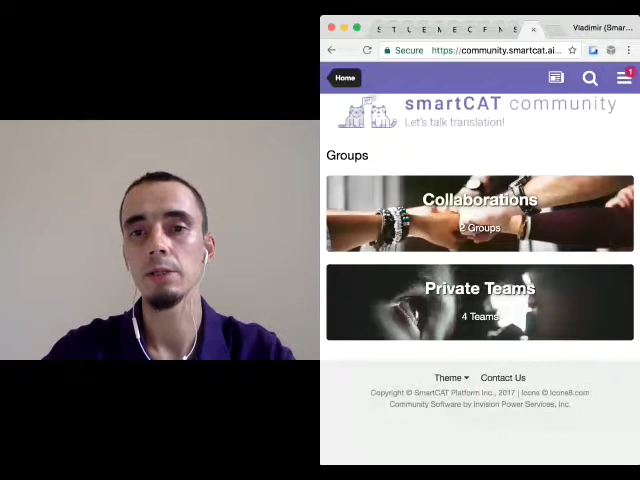 S T L E M E C F N S × Vladimir (Smar...
Secure https://community.smartcat.ai...
Home 1
smartCAT community
Let's talk translation!
Groups
Collaborations
2 Groups
Private Teams
4 Teams
Theme Contact Us
Copyright © SmartCAT Platform Inc., 2017 | Icons © Icons8.com
Community Software by Invision Power Services, Inc.